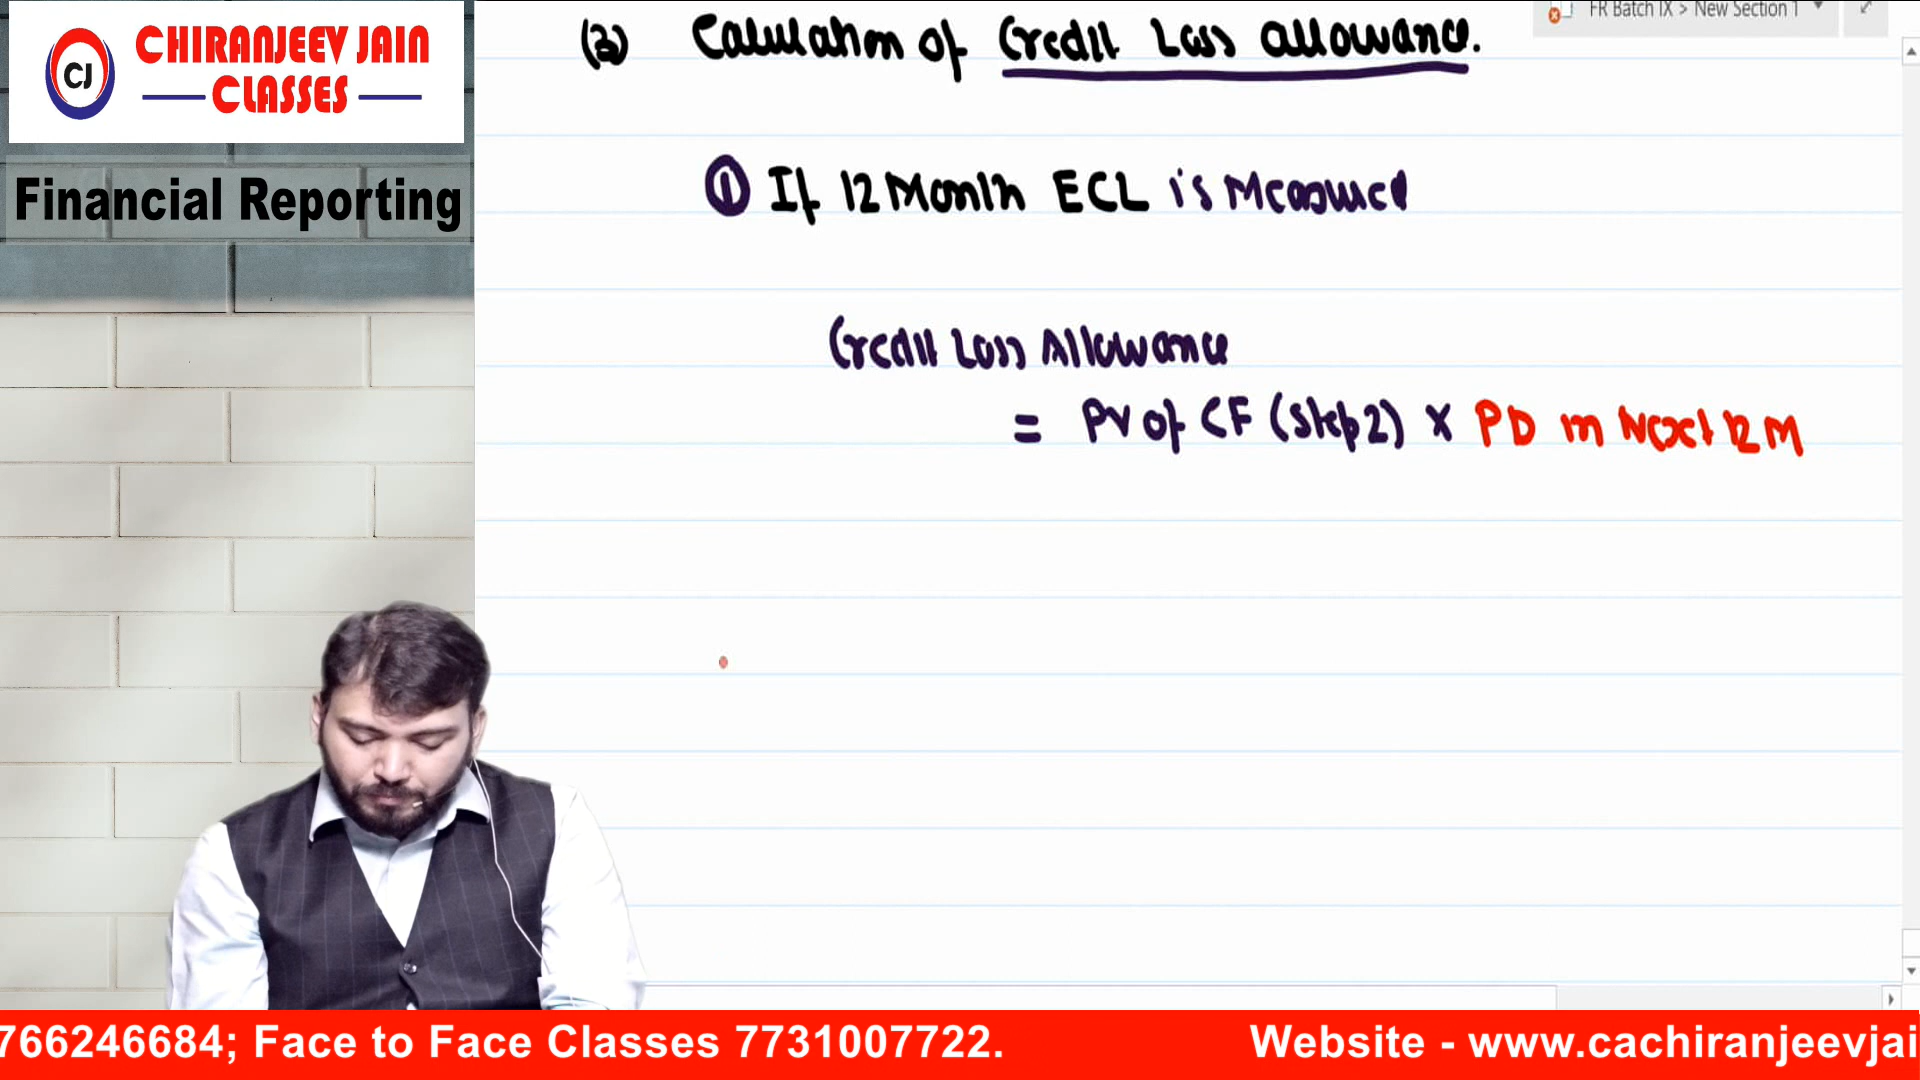 CHIRANJEEV JAIN
CJ
CLASSES
Financial Reporting
FR Batch IX > New Section 1
(3) Calculation of Credit Loss allowance.
① If 12 Month ECL is Measured
Credit Loss Allowance
= PV of CF (Step 2) x PD in Next 12 M
766246684; Face to Face Classes 7731007722.
Website - www.cachiranjeevjai